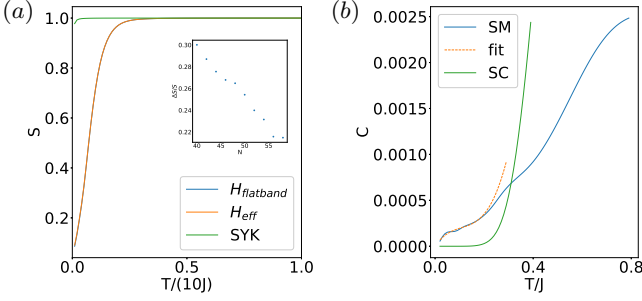 (a)
S
1.0
0.8
0.6
0.4
0.2
0.0
0.5
1.0
T/(10J)
ΔS/S
0.30
0.28
0.26
0.24
0.22
40
45
50
55
N
H_flatband
H_eff
SYK
(b)
C
0.0025
0.0020
0.0015
0.0010
0.0005
0.0000
0.0
0.4
0.8
T/J
SM
fit
SC